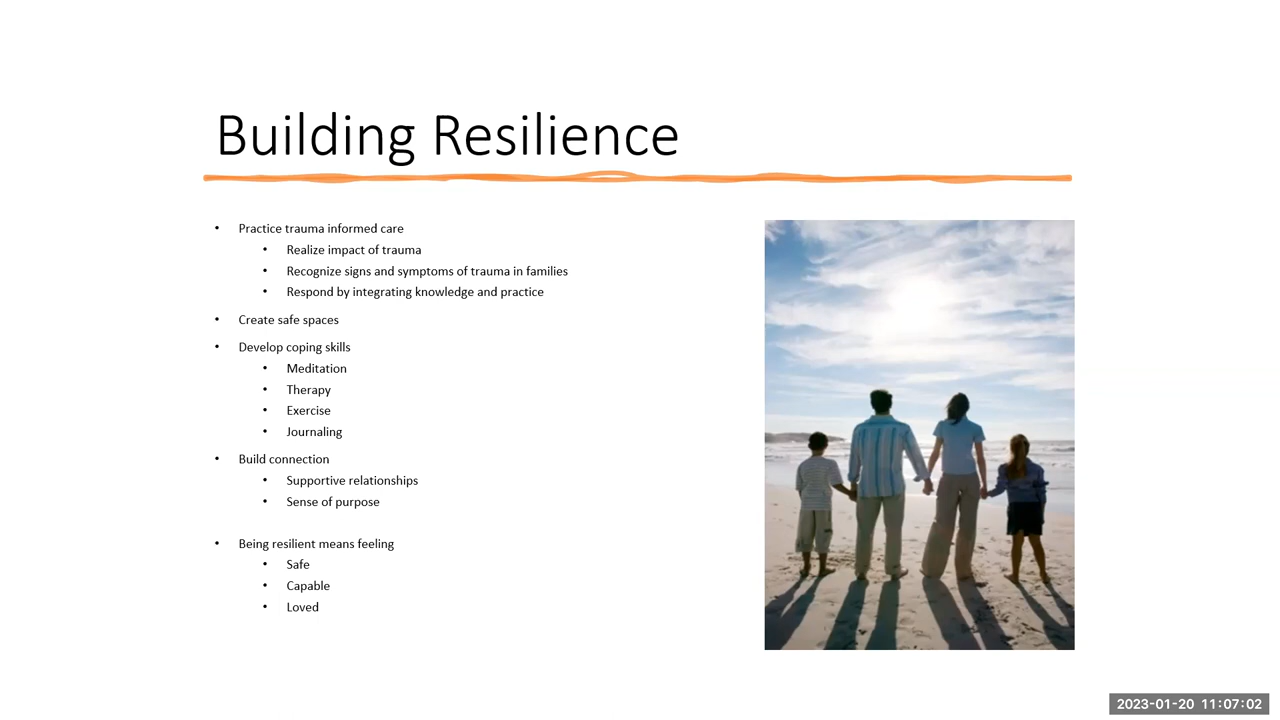 Building Resilience
• Practice trauma informed care
• Realize impact of trauma
• Recognize signs and symptoms of trauma in families
• Respond by integrating knowledge and practice
• Create safe spaces
• Develop coping skills
• Meditation
• Therapy
• Exercise
• Journaling
• Build connection
• Supportive relationships
• Sense of purpose
• Being resilient means feeling
• Safe
• Capable
• Loved
2023-01-20 11:07:02